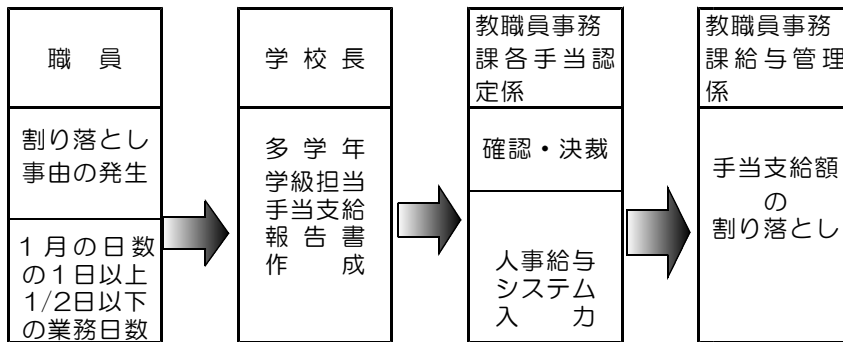 職員
割り落とし
事由の発生
1月の日数
の1日以上
1/2日以下
の業務日数
学校長
多学年
学級担当
手当支給
報告書
作成
教職員事務
課各手当認
定係
確認・決裁
人事給与
システム
入力
教職員事務
課給与管理
係
手当支給額
の
割り落とし